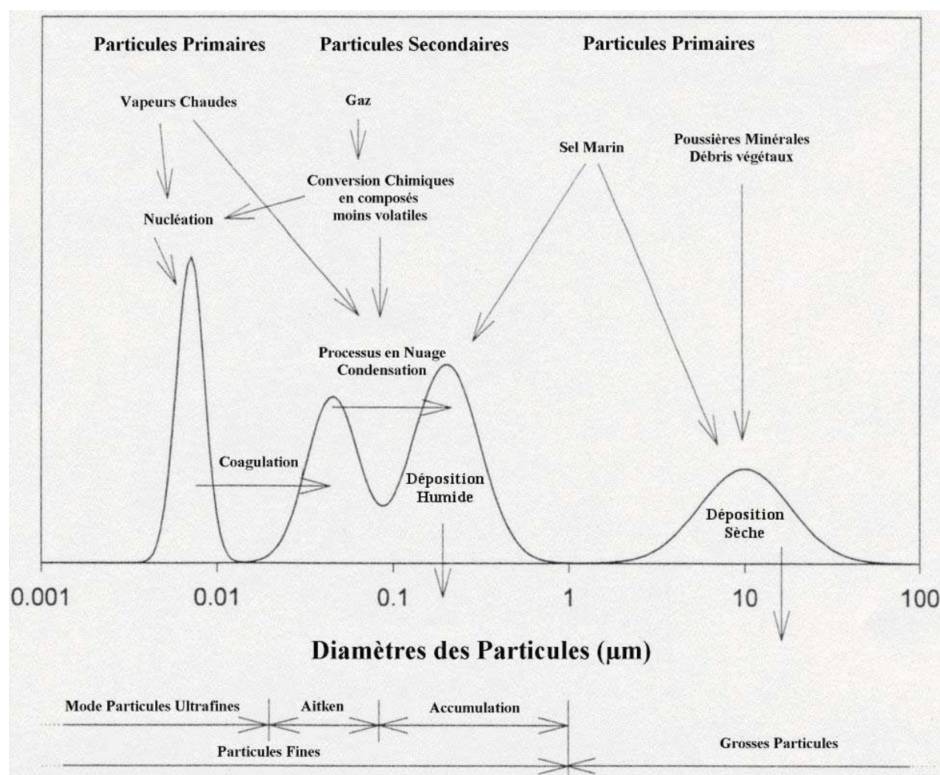 Particules Primaires
Particules Secondaires
Particules Primaires
Vapeurs Chaudes
Gaz
Sel Marin
Poussières Minérales
Débris végétaux
Conversion Chimiques
en composés
moins volatiles
Nucléation
Processus en Nuage
Condensation
Coagulation
Déposition
Humide
Déposition
Sèche
0.001
0.01
0.1
1
10
100
Diamètres des Particules (µm)
Mode Particules Ultrafines
Aitken
Accumulation
Particules Fines
Grosses Particules